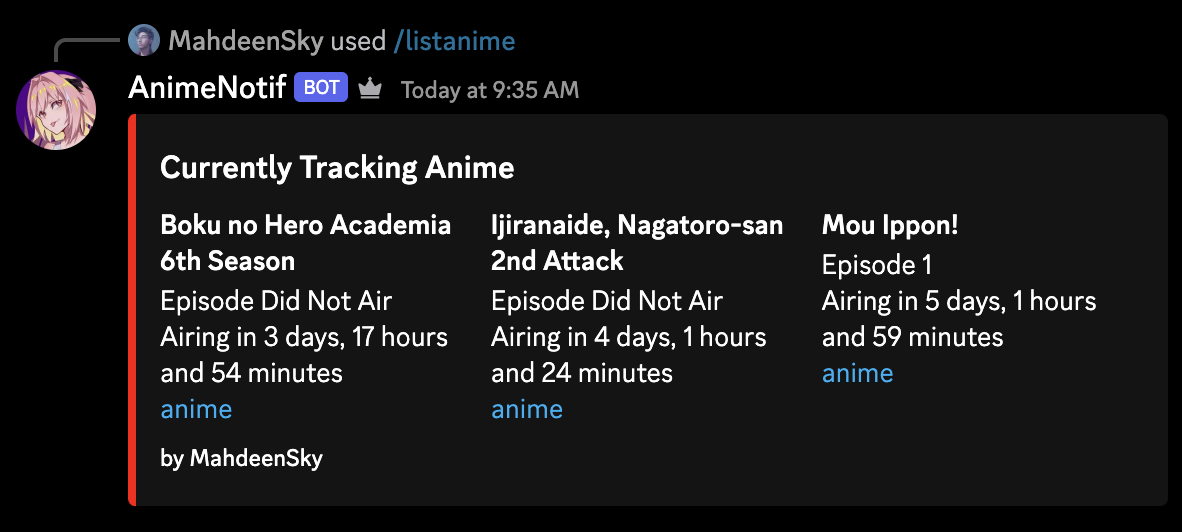 MahdeenSky used /listanime
AnimeNotif BOT Today at 9:35 AM
Currently Tracking Anime
Boku no Hero Academia
6th Season
Episode Did Not Air
Airing in 3 days, 17 hours
and 54 minutes
anime
Ijiranaide, Nagatoro-san
2nd Attack
Episode Did Not Air
Airing in 4 days, 1 hours
and 24 minutes
anime
Mou Ippon!
Episode 1
Airing in 5 days, 1 hours
and 59 minutes
anime
by MahdeenSky